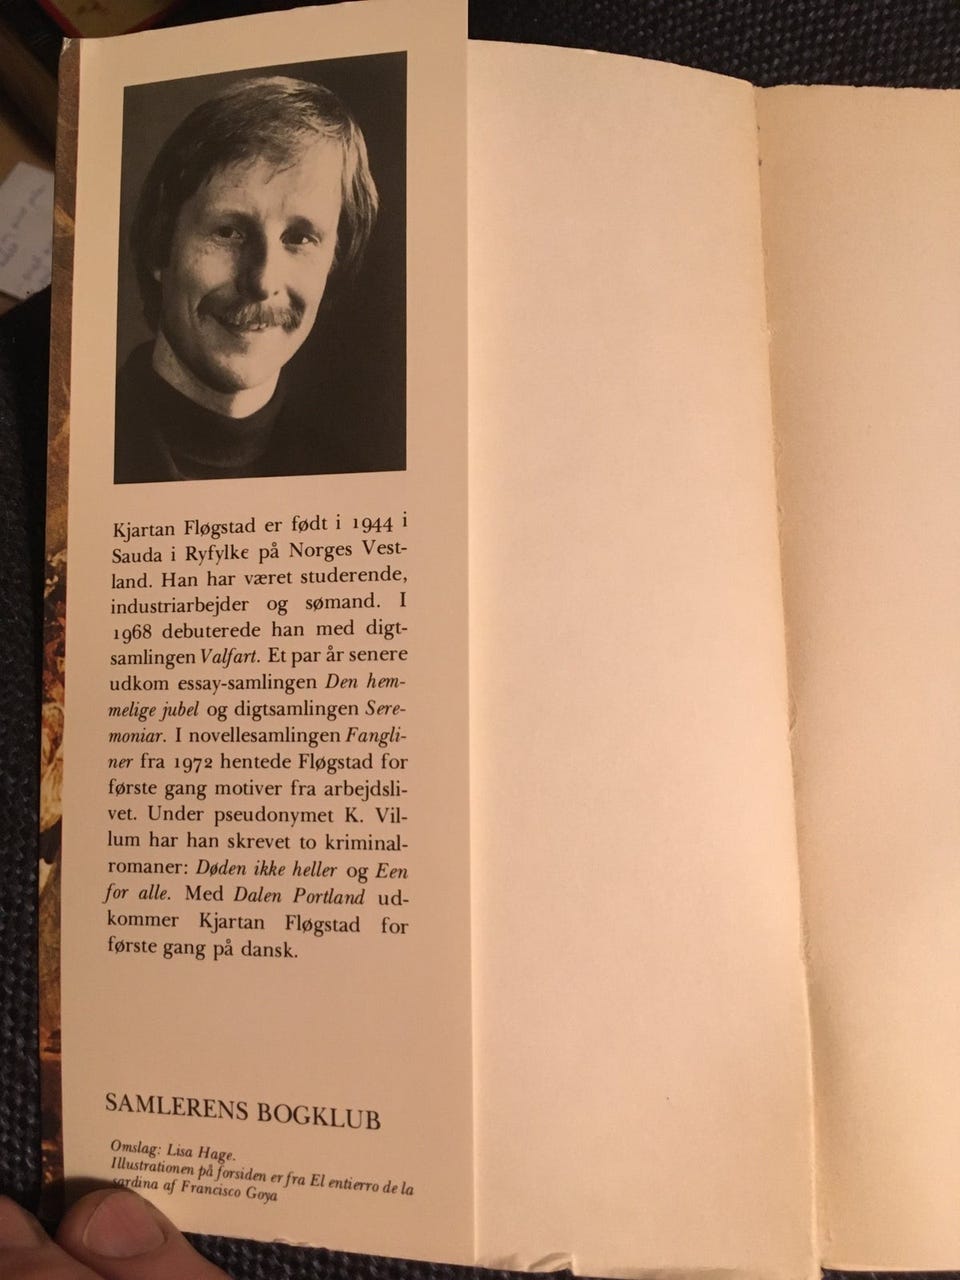 Kjartan Fløgstad er født i 1944 i
Sauda i Ryfylke på Norges Vest-
land. Han har været studerende,
industriarbejder og sømand. I
1968 debuterede han med digt-
samlingen Valfart. Et par år senere
udkom essay-samlingen Den hem-
melige jubel og digtsamlingen Sere-
moniar. I novellesamlingen Fangli-
ner fra 1972 hentede Fløgstad for
første gang motiver fra arbejdsli-
vet. Under pseudonymet K. Vil-
lum har han skrevet to kriminal-
romaner: Døden ikke heller og Een
for alle. Med Dalen Portland ud-
kommer Kjartan Fløgstad for
første gang på dansk.
SAMLERENS BOGKLUB
Omslag: Lisa Hage.
Illustrationen på forsiden er fra El entierro de la
sardina af Francisco Goya